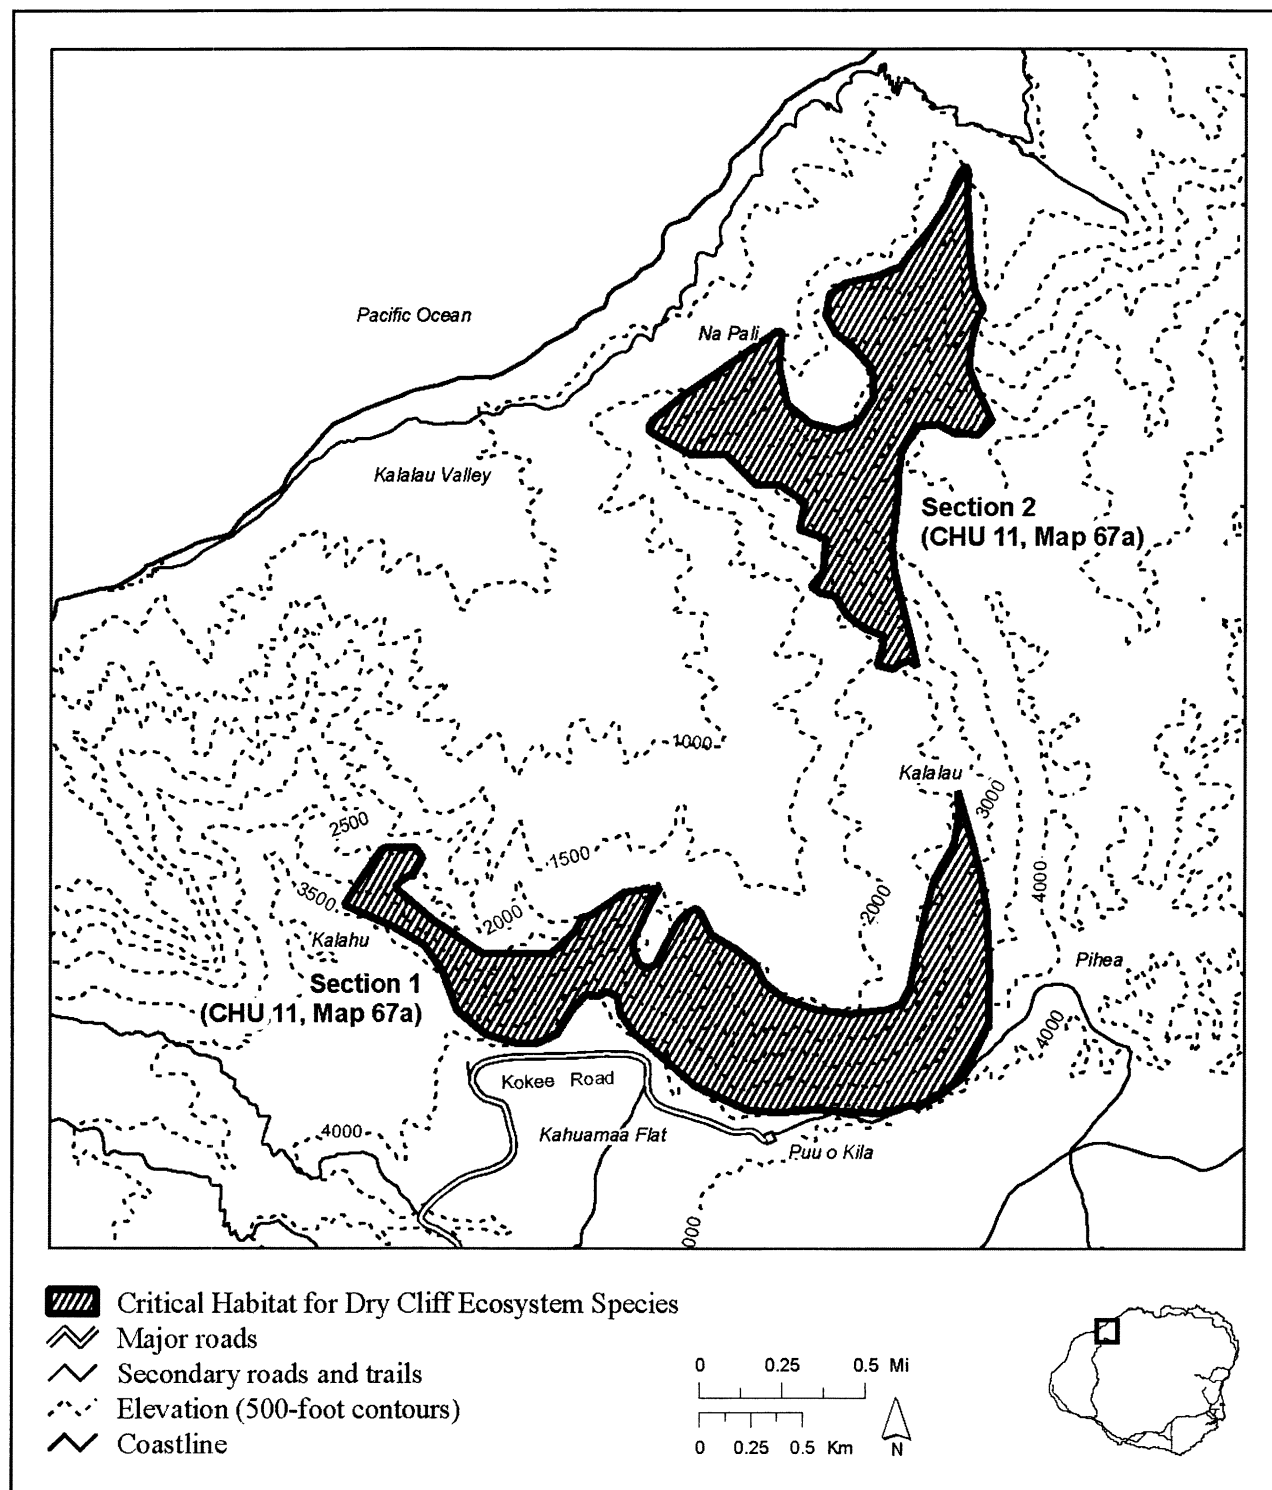 Pacific Ocean
Na Pali
Kalalau Valley
Section 2
(CHU 11, Map 67a)
1000
Kalalau
3000
2500
1500
4000
3500
2000
2000
Kalahu
Pihea
Section 1
(CHU 11, Map 67a)
4000
Kokee Road
4000
Kahuamaa Flat
Puu o Kila
Critical Habitat for Dry Cliff Ecosystem Species
Major roads
Secondary roads and trails
Elevation (500-foot contours)
Coastline
0 0.25 0.5 Mi
0 0.25 0.5 Km
N